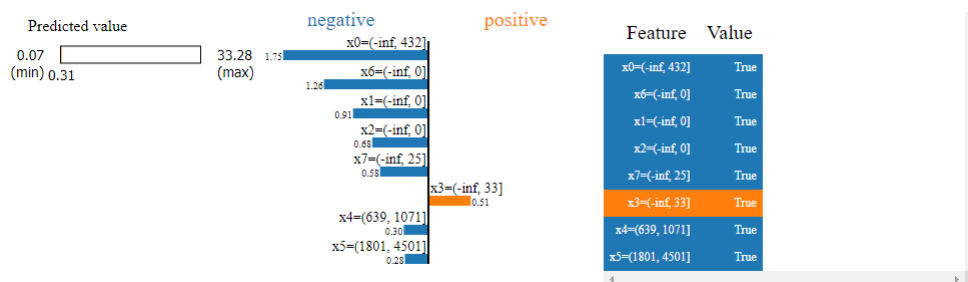 Predicted value
0.07
(min)
0.31
33.28
(max)
negative
positive
x0=(-inf, 432]
1.75
x6=(-inf, 0]
1.26
x1=(-inf, 0]
0.91
x2=(-inf, 0]
0.68
x7=(-inf, 25]
0.58
x3=(-inf, 33]
0.51
x4=(639, 1071]
0.30
x5=(1801, 4501]
0.28
Feature Value
x0=(-inf, 432] True
x6=(-inf, 0] True
x1=(-inf, 0] True
x2=(-inf, 0] True
x7=(-inf, 25] True
x3=(-inf, 33] True
x4=(639, 1071] True
x5=(1801, 4501] True